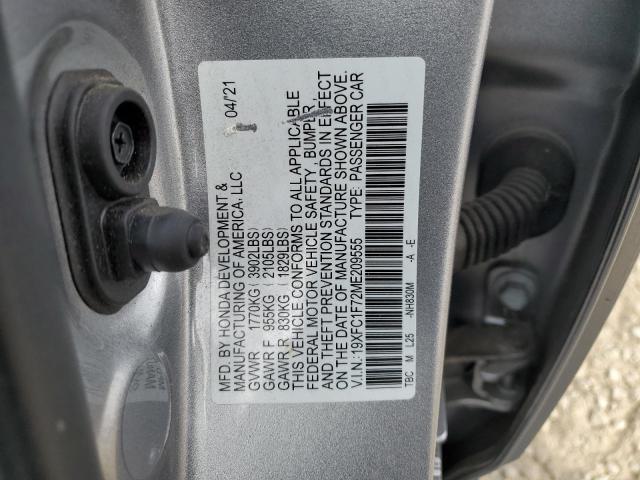 MFD. BY HONDA DEVELOPMENT & 04/'21
MANUFACTURING OF AMERICA, LLC
GVWR 1770KG (3902LBS)
GAWR F 955KG (2105LBS)
GAWR R 830KG (1829LBS)
THIS VEHICLE CONFORMS TO ALL APPLICABLE
FEDERAL MOTOR VEHICLE SAFETY, BUMPER,
AND THEFT PREVENTION STANDARDS IN EFFECT
ON THE DATE OF MANUFACTURE SHOWN ABOVE.
V.I.N.: 19XFC1F72ME209555 TYPE: PASSENGER CAR
TBC M L25 -NH830M -A -E